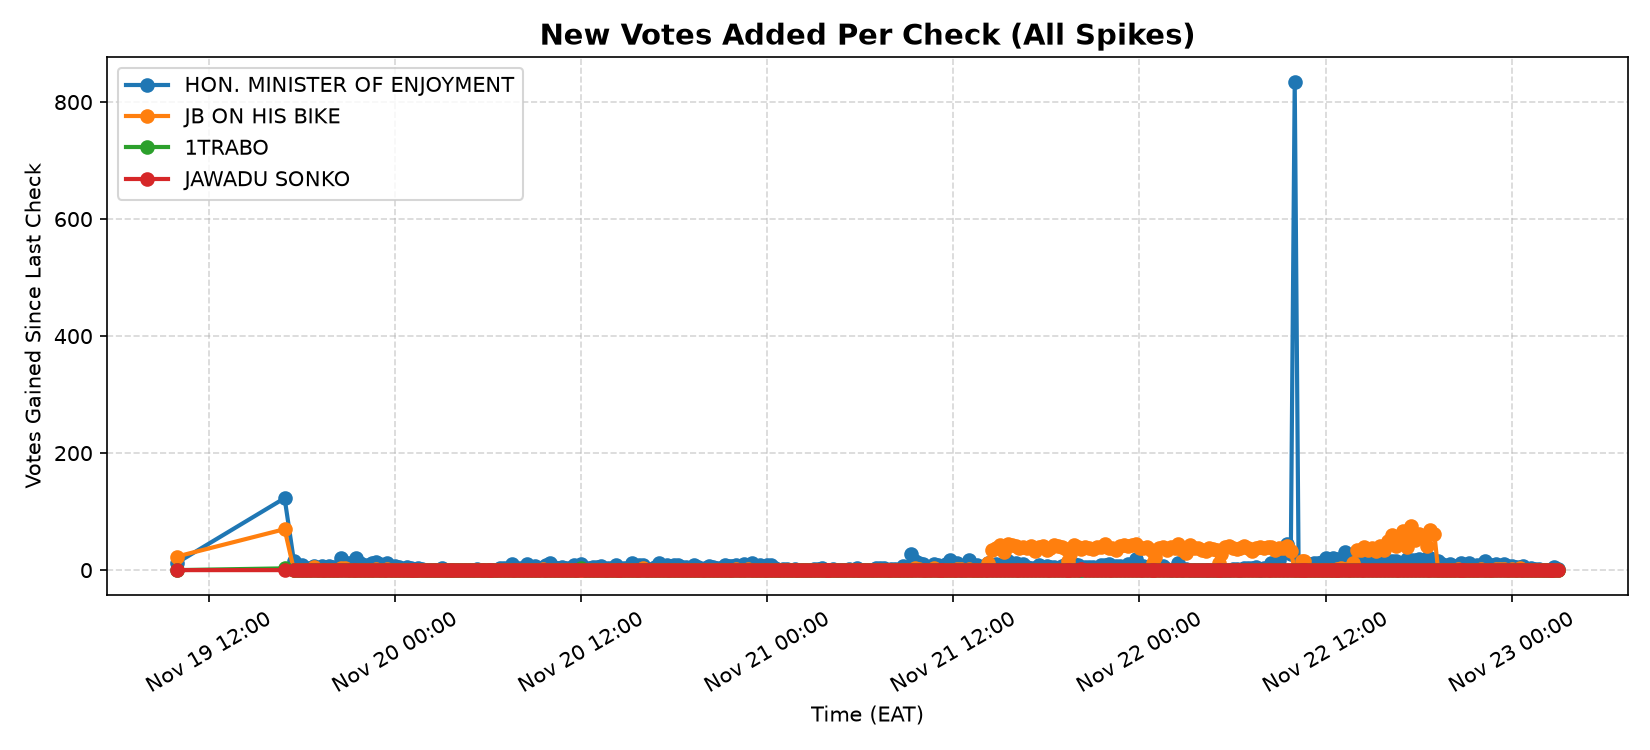 New Votes Added Per Check (All Spikes)
HON. MINISTER OF ENJOYMENT
JB ON HIS BIKE
1TRABO
JAWADU SONKO
Votes Gained Since Last Check
800
600
400
200
0
Nov 19 12:00
Nov 20 00:00
Nov 20 12:00
Nov 21 00:00
Nov 21 12:00
Nov 22 00:00
Nov 22 12:00
Nov 23 00:00
Time (EAT)